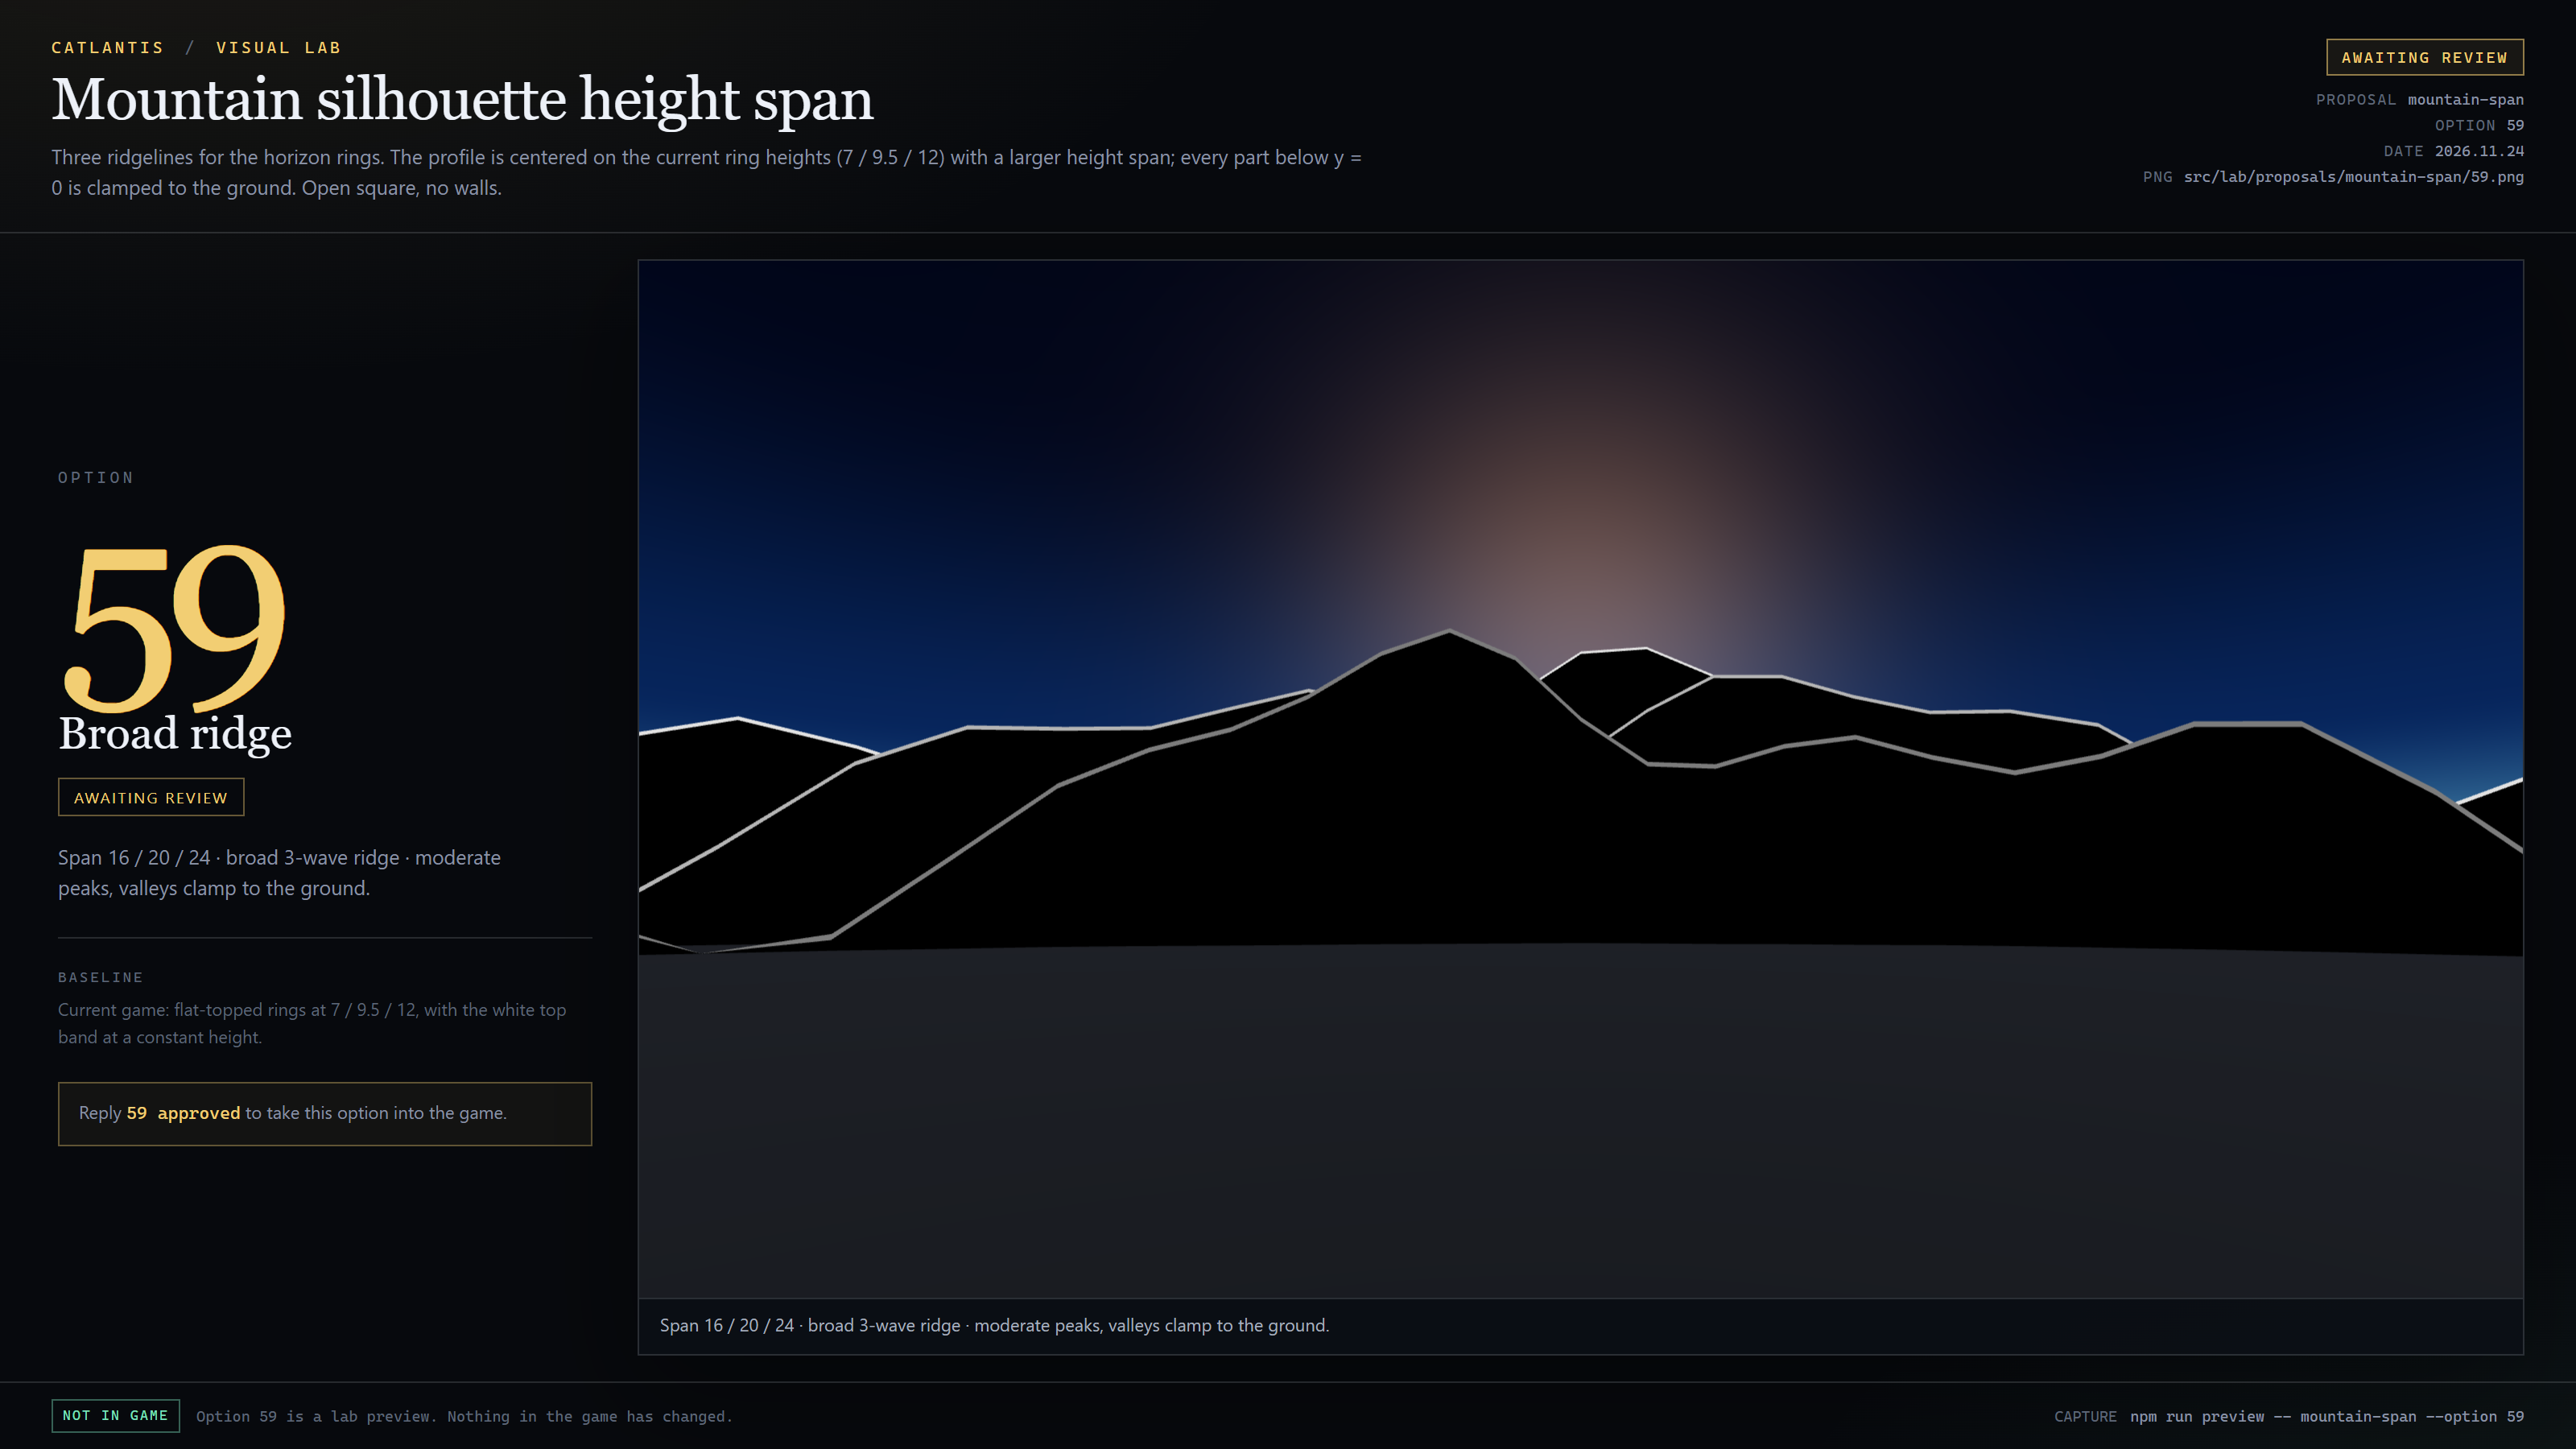 CATLANTIS / VISUAL LAB
Mountain silhouette height span
Three ridgelines for the horizon rings. The profile is centered on the current ring heights (7 / 9.5 / 12) with a larger height span; every part below y =
0 is clamped to the ground. Open square, no walls.
AWAITING REVIEW
PROPOSAL mountain-span
OPTION 59
DATE 2026.11.24
PNG src/lab/proposals/mountain-span/59.png
OPTION
59
Broad ridge
AWAITING REVIEW
Span 16 / 20 / 24 · broad 3-wave ridge · moderate
peaks, valleys clamp to the ground.
BASELINE
Current game: flat-topped rings at 7 / 9.5 / 12, with the white top
band at a constant height.
Reply 59 approved to take this option into the game.
Span 16 / 20 / 24 · broad 3-wave ridge · moderate peaks, valleys clamp to the ground.
NOT IN GAME Option 59 is a lab preview. Nothing in the game has changed.
CAPTURE npm run preview -- mountain-span --option 59